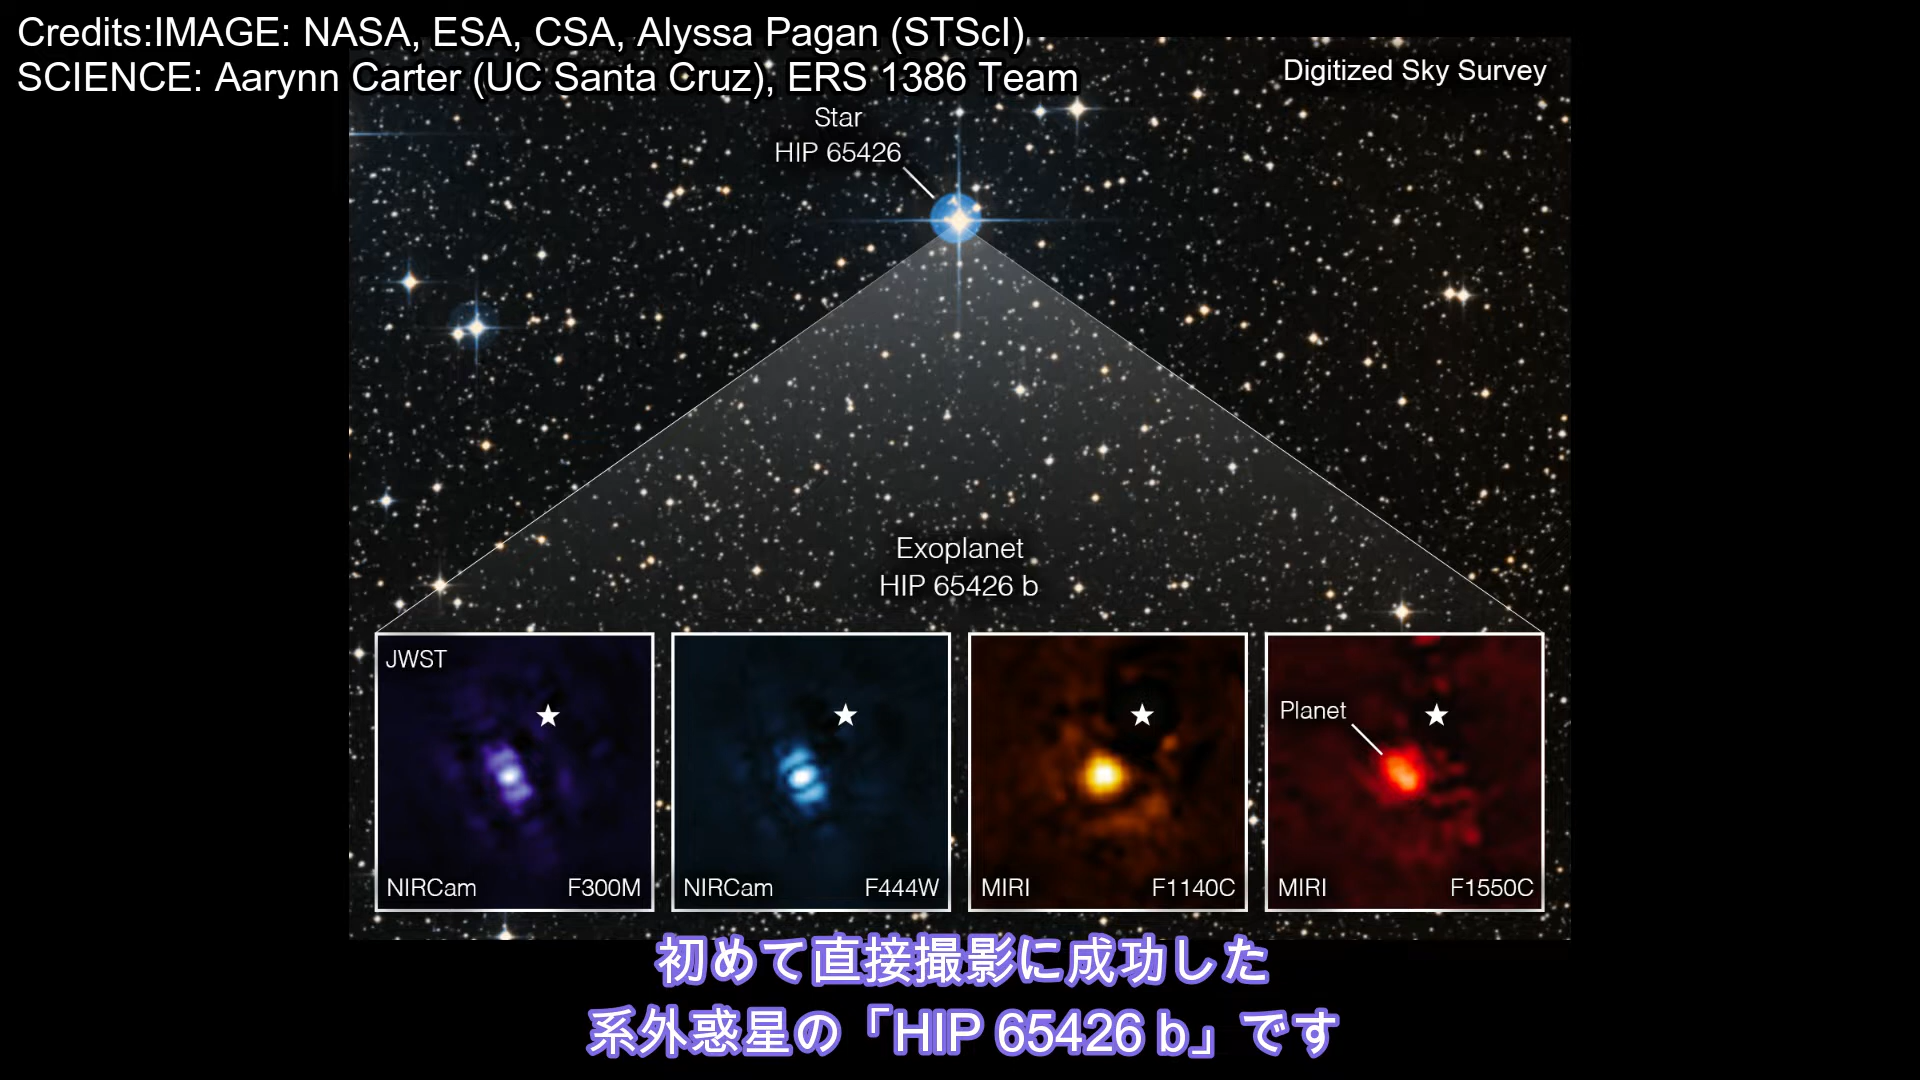 Credits:IMAGE: NASA, ESA, CSA, Alyssa Pagan (STScI)
SCIENCE: Aarynn Carter (UC Santa Cruz), ERS 1386 Team
Digitized Sky Survey
Star
HIP 65426
Exoplanet
HIP 65426 b
JWST
NIRCam F300M
NIRCam F444W
MIRI F1140C
Planet
MIRI F1550C
初めて直接撮影に成功した
系外惑星の「HIP 65426 b」です